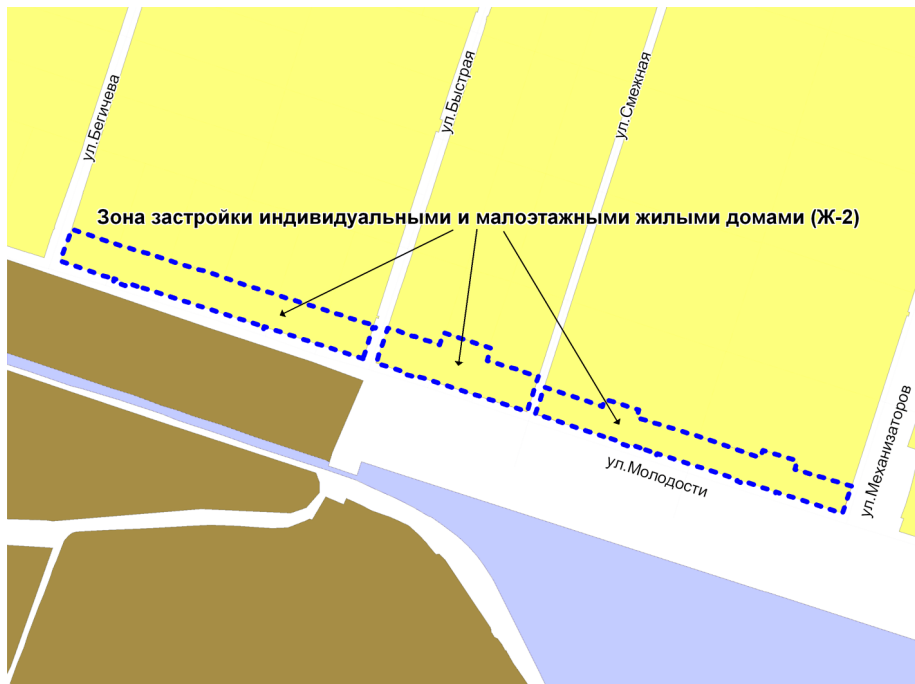 ул.Бегичева
ул.Быстрая
ул.Смежная
Зона застройки индивидуальными и малоэтажными жилыми домами (Ж-2)
ул.Молодости
ул.Механизаторов